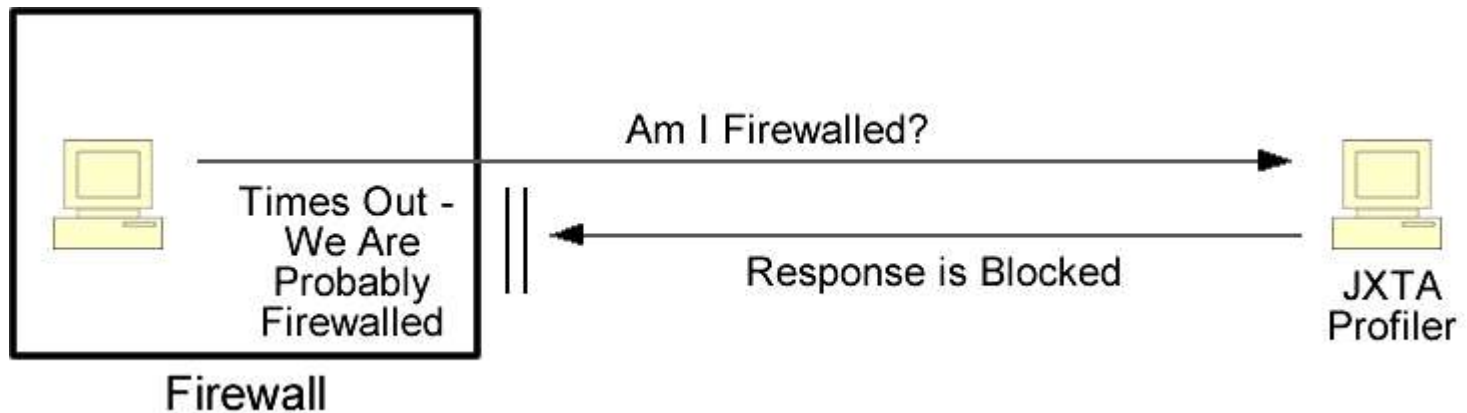 Am I Firewalled?
Times Out -
We Are
Probably
Firewalled
Response is Blocked
JXTA
Profiler
Firewall